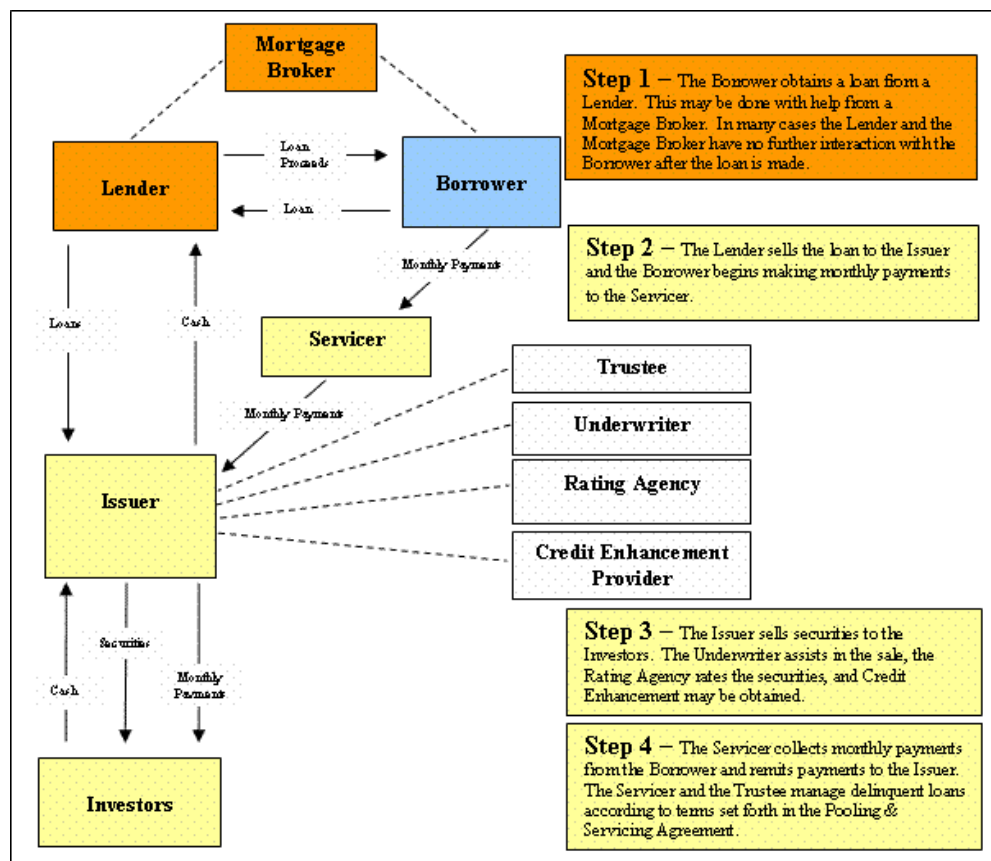 Mortgage
Broker
Step 1 – The Borrower obtains a loan from a
Lender. This may be done with help from a
Mortgage Broker. In many cases the Lender and the
Mortgage Broker have no further interaction with the
Borrower after the loan is made.
Loan
Proceeds
Lender
Borrower
Loan
Step 2 – The Lender sells the loan to the Issuer
and the Borrower begins making monthly payments
to the Servicer.
Monthly Payments
Loans
Cash
Servicer
Trustee
Monthly Payments
Underwriter
Rating Agency
Issuer
Credit Enhancement
Provider
Step 3 – The Issuer sells securities to the
Investors. The Underwriter assists in the sale, the
Rating Agency rates the securities, and Credit
Enhancement may be obtained.
Securities
Monthly
Payments
Cash
Step 4 – The Servicer collects monthly payments
from the Borrower and remits payments to the Issuer.
The Servicer and the Trustee manage delinquent loans
according to terms set forth in the Pooling &
Servicing Agreement.
Investors